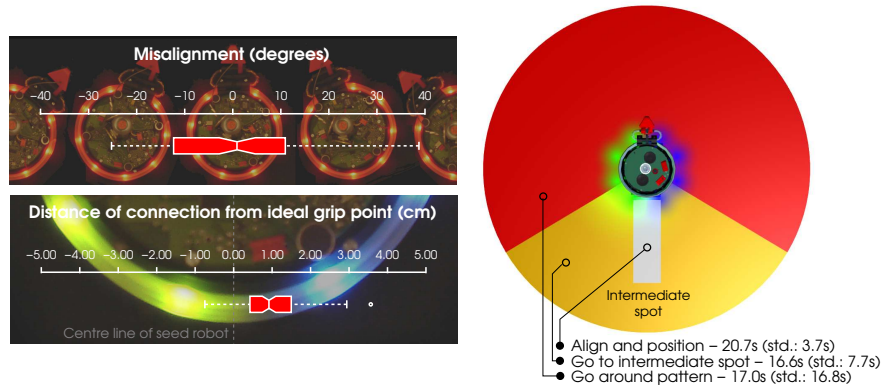 Misalignment (degrees)
−40 −30 −20 −10 0 10 20 30 40
Distance of connection from ideal grip point (cm)
−5.00 −4.00 −3.00 −2.00 −1.00 0.00 1.00 2.00 3.00 4.00 5.00
Centre line of seed robot
Intermediate
spot
Align and position – 20.7s (std.: 3.7s)
Go to intermediate spot – 16.6s (std.: 7.7s)
Go around pattern – 17.0s (std.: 16.8s)